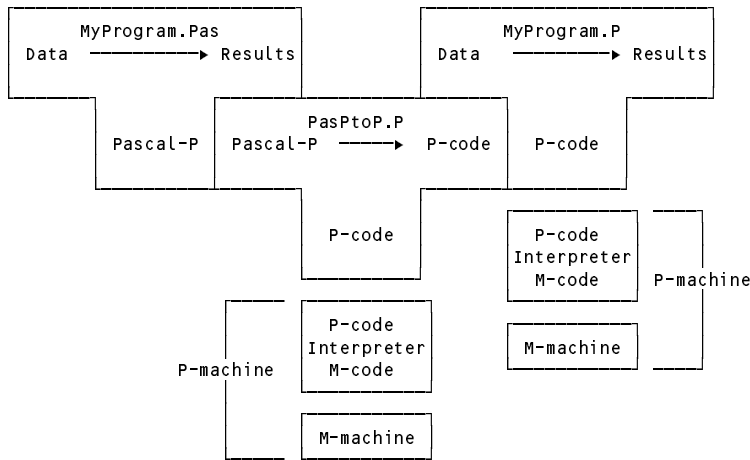 MyProgram.Pas
Data Results
MyProgram.P
Data Results
PasPtoP.P
Pascal-P
Pascal-P P-code
P-code
P-code
P-code
Interpreter
M-code
P-machine
M-machine
P-code
Interpreter
M-code
P-machine
M-machine